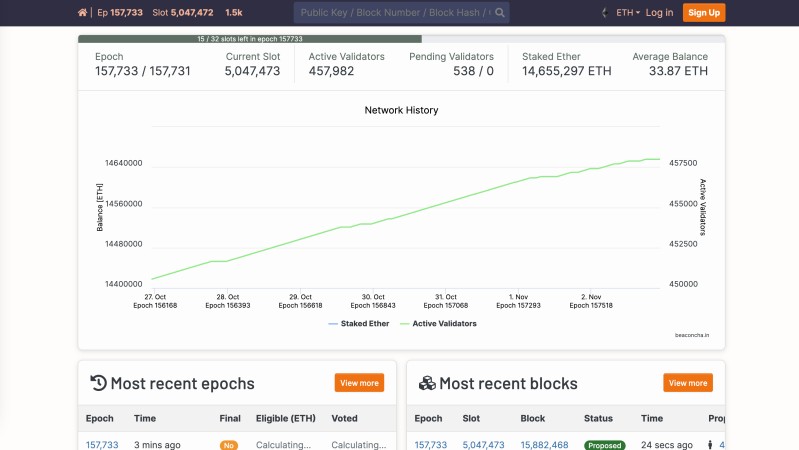 Ep 157,733 Slot 5,047,472 1.5k Public Key / Block Number / Block Hash / ETH Log in Sign Up
15 / 32 slots left in epoch 157733
Epoch Current Slot Active Validators Pending Validators Staked Ether Average Balance
157,733 / 157,731 5,047,473 457,982 538 / 0 14,655,297 ETH 33.87 ETH
Network History
14640000 457500
14560000 455000
14480000 452500
14400000 450000
Balance [ETH]
Active Validators
27. Oct 28. Oct 29. Oct 30. Oct 31. Oct 1. Nov 2. Nov
Epoch 156168 Epoch 156393 Epoch 156618 Epoch 156843 Epoch 157068 Epoch 157293 Epoch 157518
Staked Ether Active Validators
beaconcha.in
Most recent epochs View more
Epoch Time Final Eligible (ETH) Voted
157,733 3 mins ago No Calculating... Calculating...
Most recent blocks View more
Epoch Slot Block Status Time Prop
157,733 5,047,473 15,882,468 Proposed 24 secs ago 4